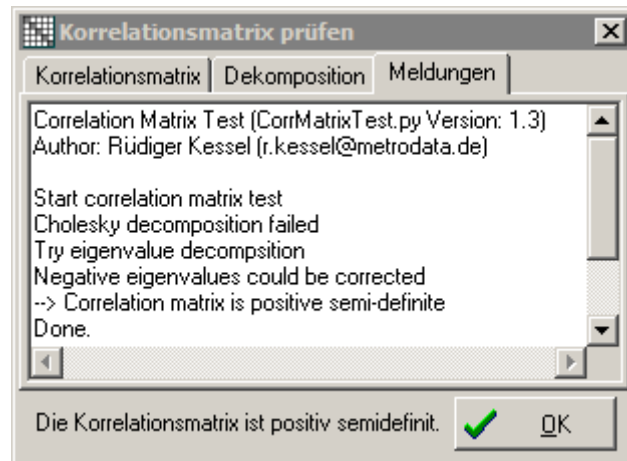 Korrelationsmatrix prüfen
Korrelationsmatrix Dekomposition Meldungen
Correlation Matrix Test (CorrMatrixTest.py Version: 1.3)
Author: Rüdiger Kessel (r.kessel@metrodata.de)
Start correlation matrix test
Cholesky decomposition failed
Try eigenvalue decompsition
Negative eigenvalues could be corrected
--> Correlation matrix is positive semi-definite
Done.
Die Korrelationsmatrix ist positiv semidefinit. OK